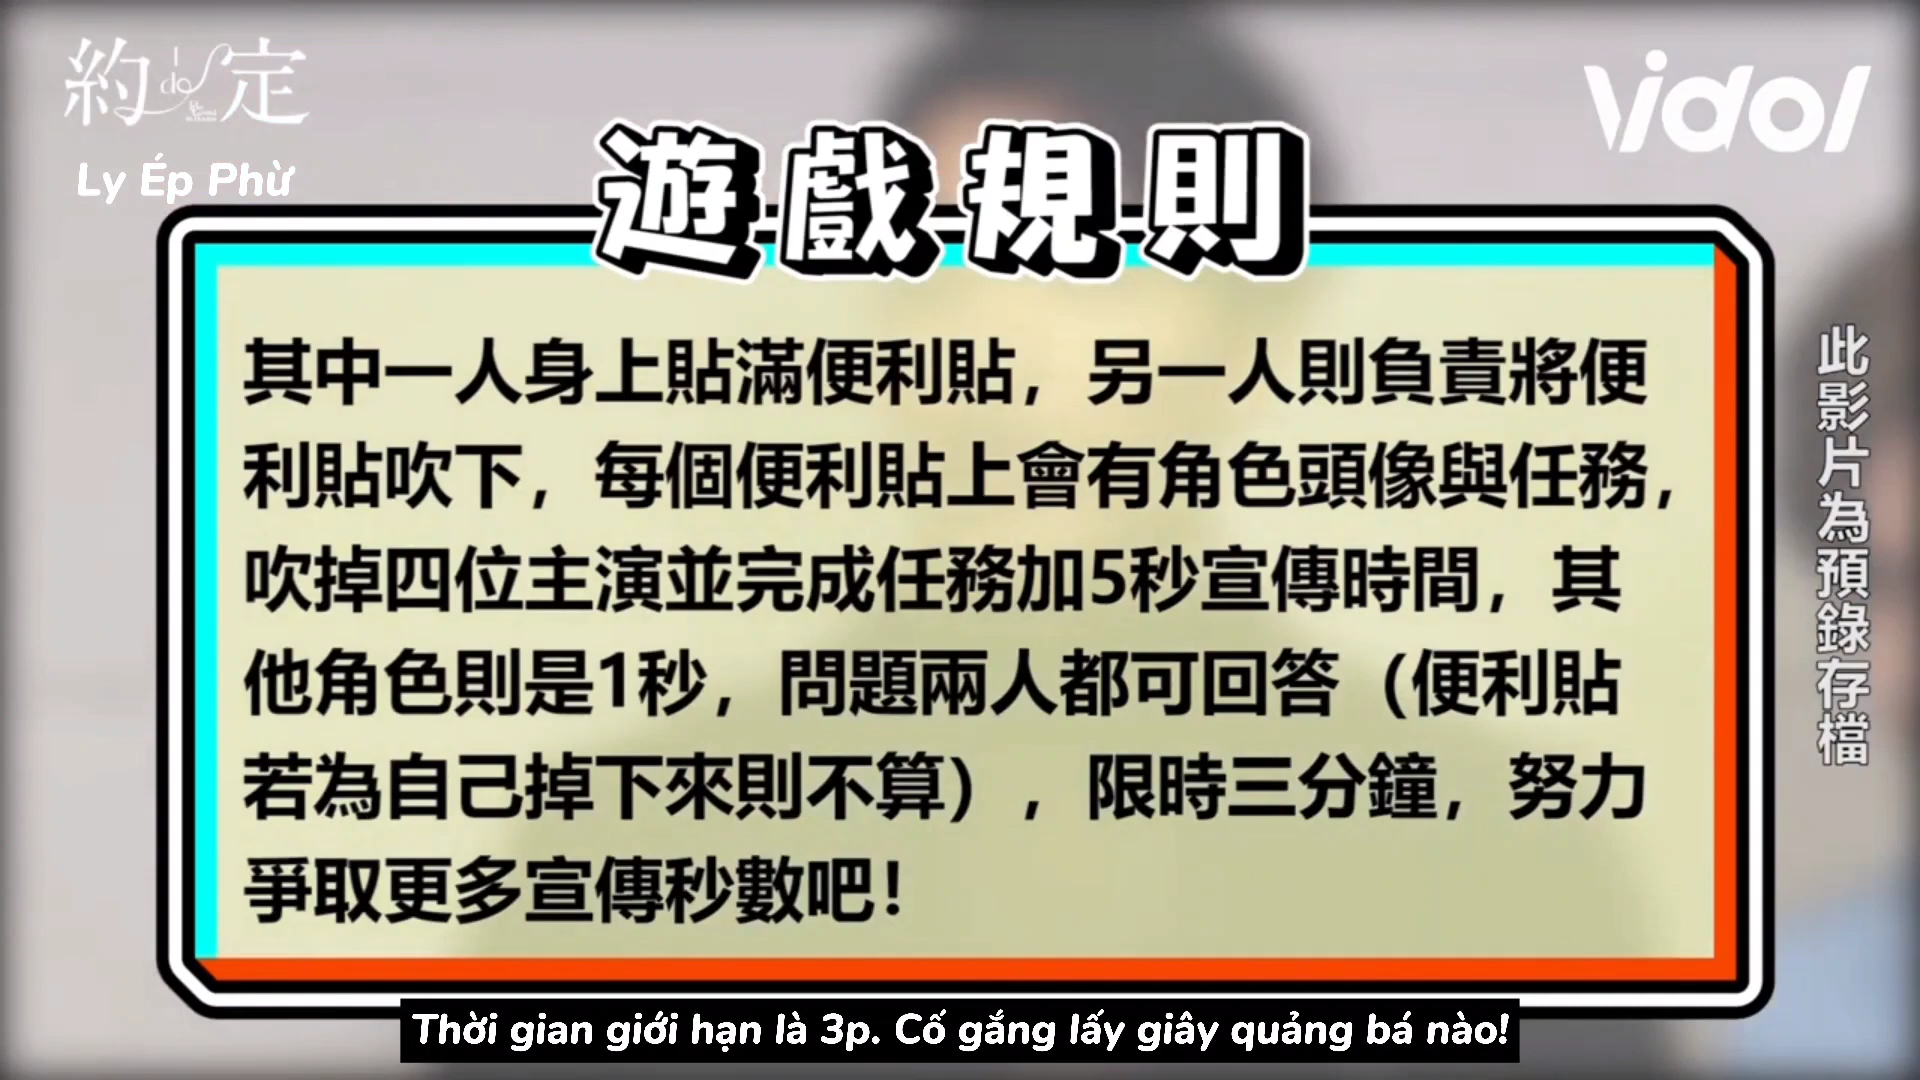 約定
I do
Vidol
Ly Ép Phừ
遊戲規則
其中一人身上貼滿便利貼，另一人則負責將便
利貼吹下，每個便利貼上會有角色頭像與任務，
吹掉四位主演並完成任務加5秒宣傳時間，其
他角色則是1秒，問題兩人都可回答（便利貼
若為自己掉下來則不算），限時三分鐘，努力
爭取更多宣傳秒數吧！
此影片為預錄存檔
Thời gian giới hạn là 3p. Cố gắng lấy giây quảng bá nào!